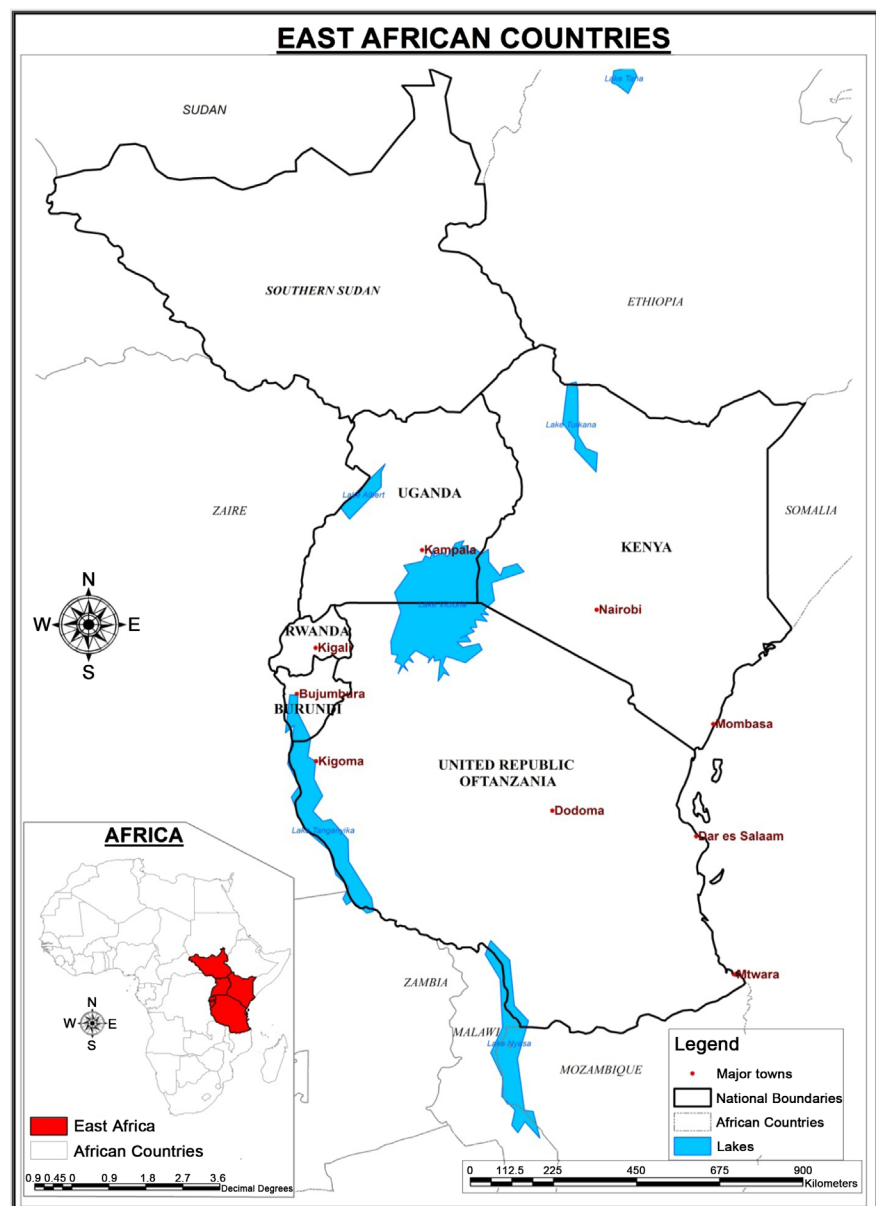 EAST AFRICAN COUNTRIES
Lake Tana
SUDAN
SOUTHERN SUDAN
ETHIOPIA
Lake Turkana
Lake Albert
UGANDA
ZAIRE
SOMALIA
KENYA
Kampala
Lake Victoria
Nairobi
N
W
E
S
RWANDA
Kigali
Bujumbura
BURUNDI
Mombasa
Kigoma
UNITED REPUBLIC
OFTANZANIA
Dodoma
Lake Tanganyika
Dar es Salaam
AFRICA
ZAMBIA
Mtwara
N
W
E
S
MALAWI
Lake Nyasa
MOZAMBIQUE
Legend
Major towns
National Boundaries
African Countries
Lakes
East Africa
African Countries
0.9 0.45 0 0.9 1.8 2.7 3.6
Decimal Degrees
0 112.5 225 450 675 900
Kilometers